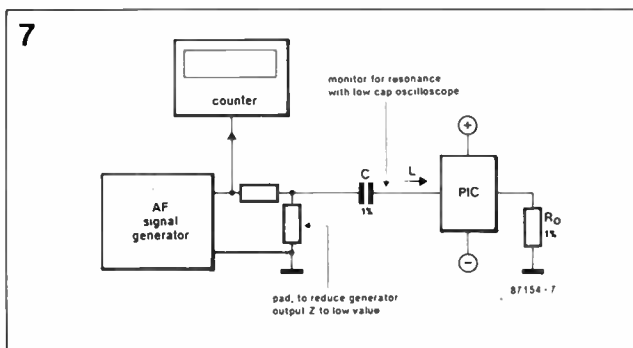 7
counter
monitor for resonance
with low cap oscilloscope
AF
signal
generator
C
1%
L
PIC
+
−
R₀
1%
pad, to reduce generator
output Z to low value
87154-7